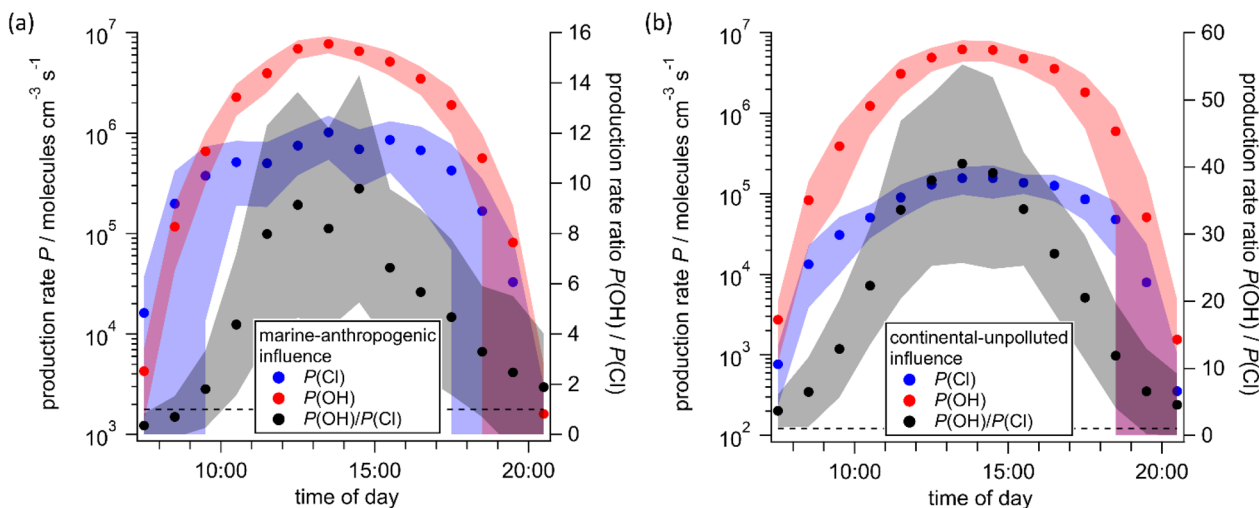 (a)
production rate P / molecules cm⁻³ s⁻¹
10⁷
10⁶
10⁵
10⁴
10³
16
14
12
10
8
6
4
2
0
production rate ratio P(OH) / P(Cl)
marine-anthropogenic
influence
P(Cl)
P(OH)
P(OH)/P(Cl)
10:00 15:00 20:00
time of day
(b)
production rate P / molecules cm⁻³ s⁻¹
10⁷
10⁶
10⁵
10⁴
10³
10²
60
50
40
30
20
10
0
production rate ratio P(OH) / P(Cl)
continental-unpolluted
influence
P(Cl)
P(OH)
P(OH)/P(Cl)
10:00 15:00 20:00
time of day